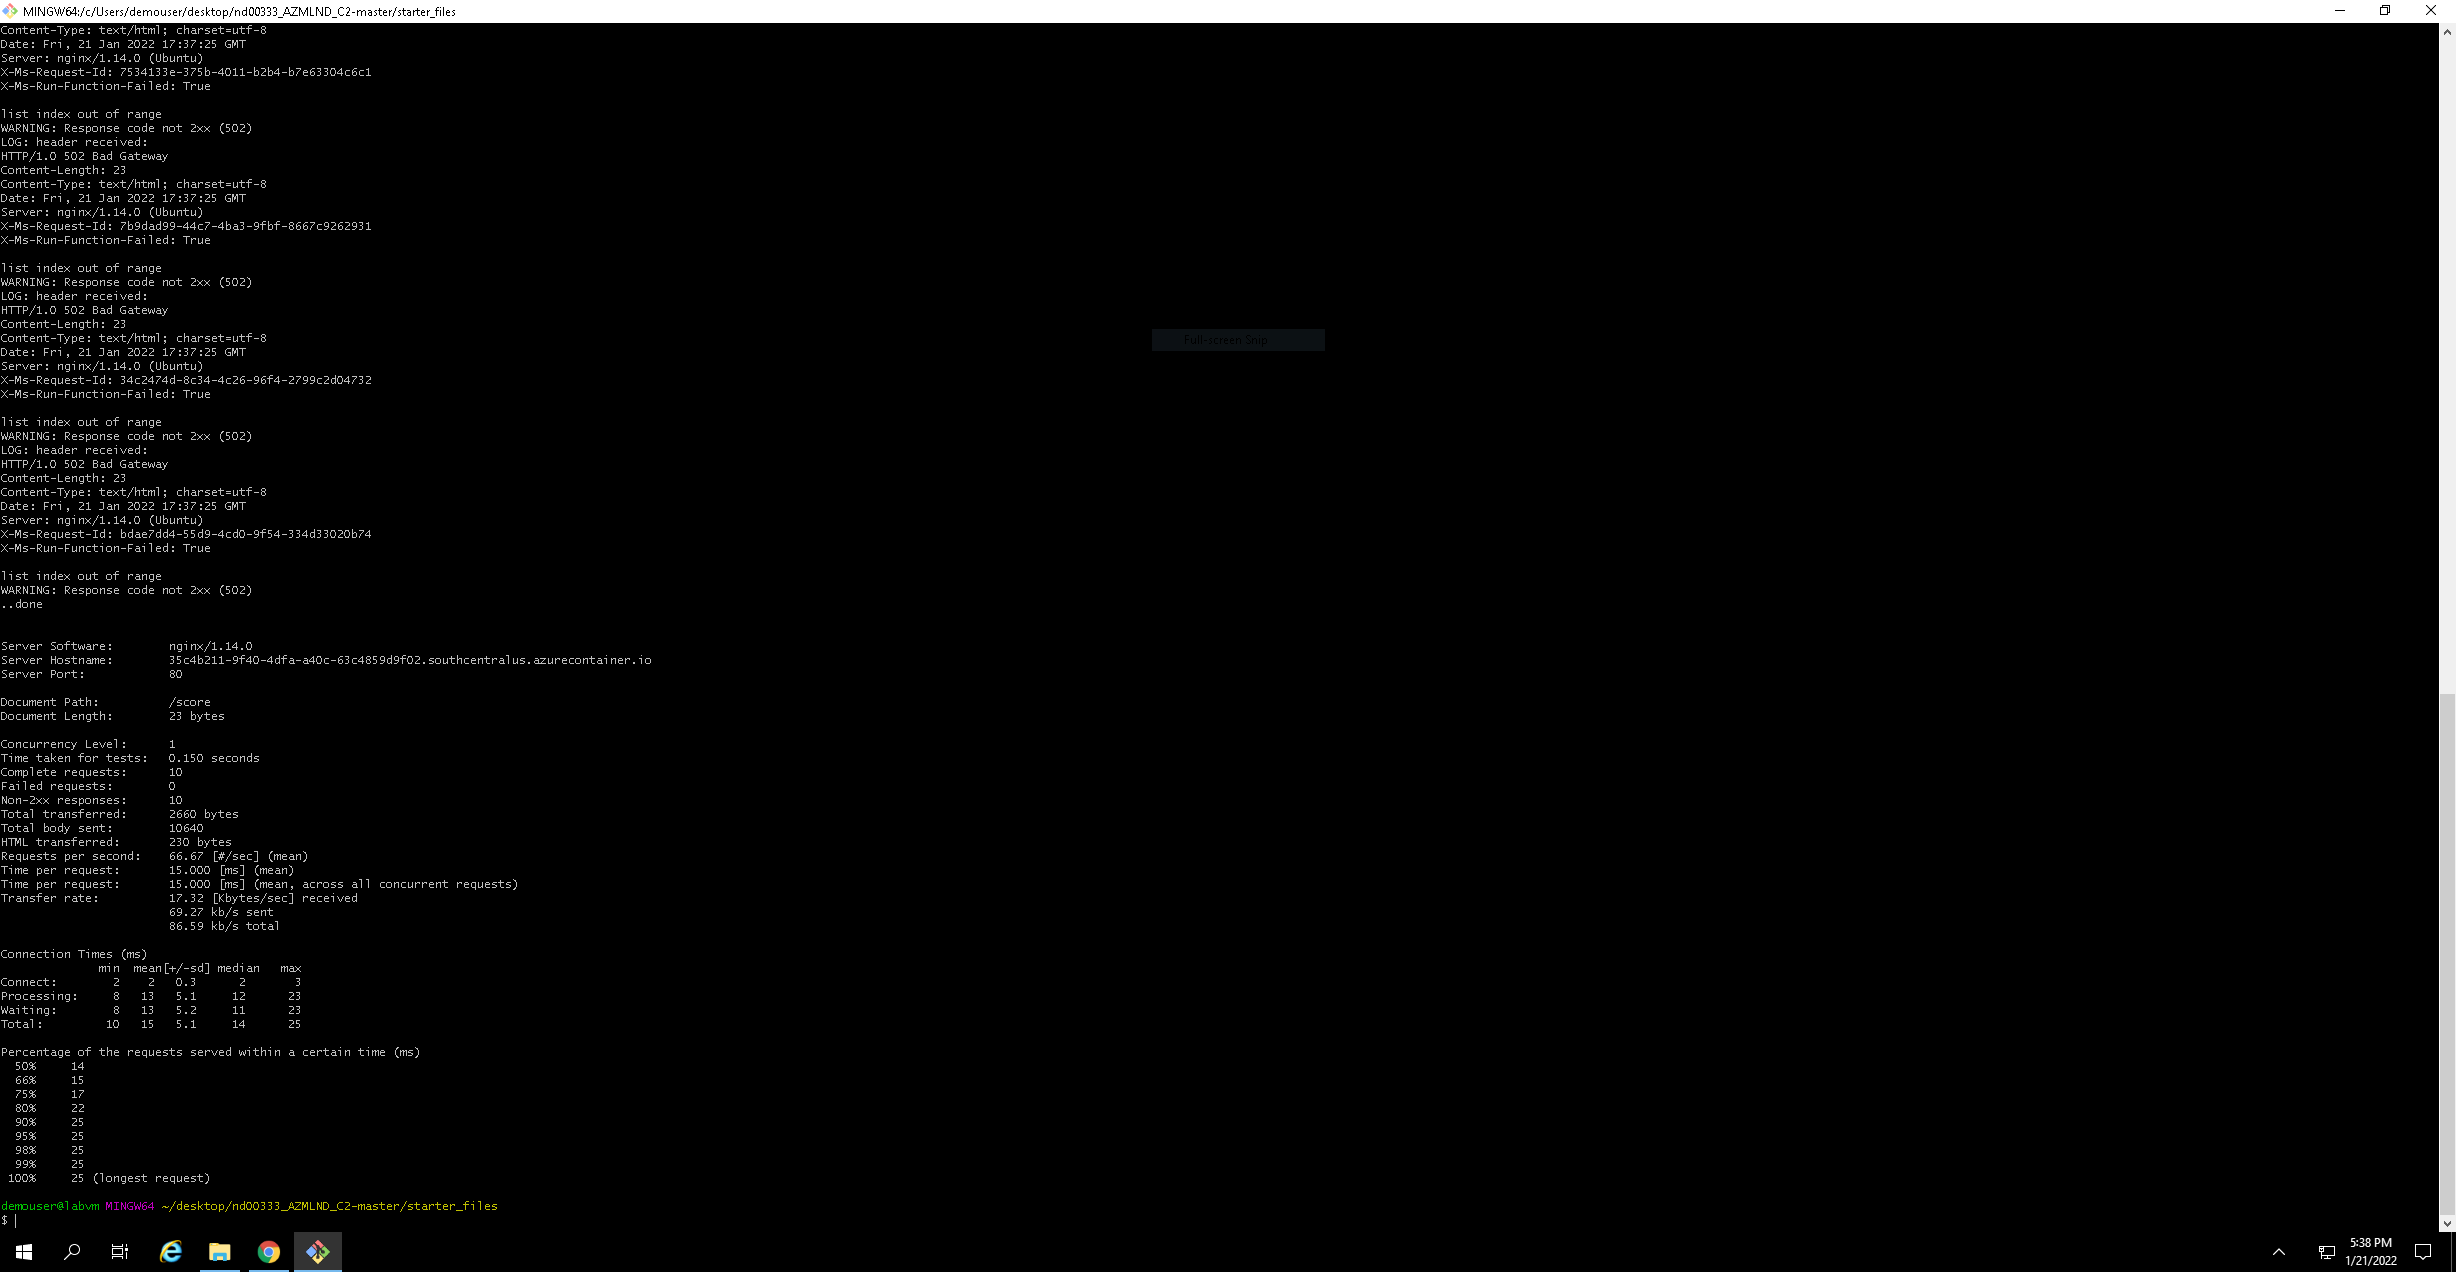 MINGW64:/c/Users/demouser/desktop/nd00333_AZMLND_C2-master/starter_files
Content-Type: text/html; charset=utf-8
Date: Fri, 21 Jan 2022 17:37:25 GMT
Server: nginx/1.14.0 (Ubuntu)
X-Ms-Request-Id: 7534133e-375b-4011-b2b4-b7e63304c6c1
X-Ms-Run-Function-Failed: True
list index out of range
WARNING: Response code not 2xx (502)
LOG: header received:
HTTP/1.0 502 Bad Gateway
Content-Length: 23
Content-Type: text/html; charset=utf-8
Date: Fri, 21 Jan 2022 17:37:25 GMT
Server: nginx/1.14.0 (Ubuntu)
X-Ms-Request-Id: 7b9dad99-44c7-4ba3-9fbf-8667c9262931
X-Ms-Run-Function-Failed: True
list index out of range
WARNING: Response code not 2xx (502)
LOG: header received:
HTTP/1.0 502 Bad Gateway
Content-Length: 23
Content-Type: text/html; charset=utf-8
Date: Fri, 21 Jan 2022 17:37:25 GMT
Server: nginx/1.14.0 (Ubuntu)
X-Ms-Request-Id: 34c2474d-8c34-4c26-96f4-2799c2d04732
X-Ms-Run-Function-Failed: True
Full-screen Snip
list index out of range
WARNING: Response code not 2xx (502)
LOG: header received:
HTTP/1.0 502 Bad Gateway
Content-Length: 23
Content-Type: text/html; charset=utf-8
Date: Fri, 21 Jan 2022 17:37:25 GMT
Server: nginx/1.14.0 (Ubuntu)
X-Ms-Request-Id: bdae7dd4-55d9-4cd0-9f54-334d33020b74
X-Ms-Run-Function-Failed: True
list index out of range
WARNING: Response code not 2xx (502)
..done
Server Software: nginx/1.14.0
Server Hostname: 35c4b211-9f40-4dfa-a40c-63c4859d9f02.southcentralus.azurecontainer.io
Server Port: 80
Document Path: /score
Document Length: 23 bytes
Concurrency Level: 1
Time taken for tests: 0.150 seconds
Complete requests: 10
Failed requests: 0
Non-2xx responses: 10
Total transferred: 2660 bytes
Total body sent: 10640
HTML transferred: 230 bytes
Requests per second: 66.67 [#/sec] (mean)
Time per request: 15.000 [ms] (mean)
Time per request: 15.000 [ms] (mean, across all concurrent requests)
Transfer rate: 17.32 [Kbytes/sec] received
69.27 kb/s sent
86.59 kb/s total
Connection Times (ms)
min mean[+/-sd] median max
Connect: 2 2 0.3 2 3
Processing: 8 13 5.1 12 23
Waiting: 8 13 5.2 11 23
Total: 10 15 5.1 14 25
Percentage of the requests served within a certain time (ms)
50% 14
66% 15
75% 17
80% 22
90% 25
95% 25
98% 25
99% 25
100% 25 (longest request)
demouser@labvm MINGW64 ~/desktop/nd00333_AZMLND_C2-master/starter_files
$
5:38 PM
1/21/2022